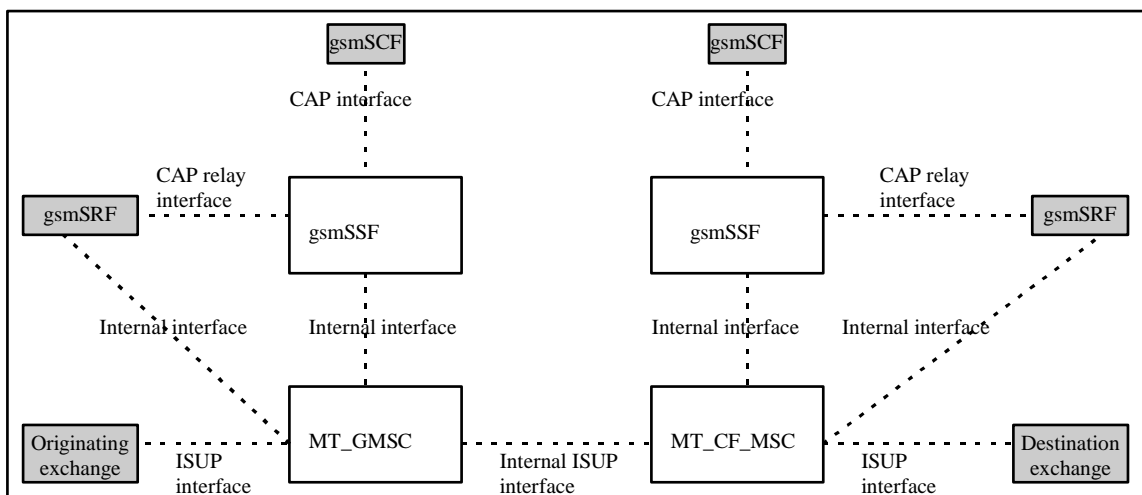 gsmSCF
gsmSCF
CAP interface
CAP interface
CAP relay
interface
CAP relay
interface
gsmSRF
gsmSSF
gsmSSF
gsmSRF
Internal interface
Internal interface
Internal interface
Internal interface
Originating
exchange
ISUP
interface
MT_GMSC
Internal ISUP
interface
MT_CF_MSC
ISUP
interface
Destination
exchange